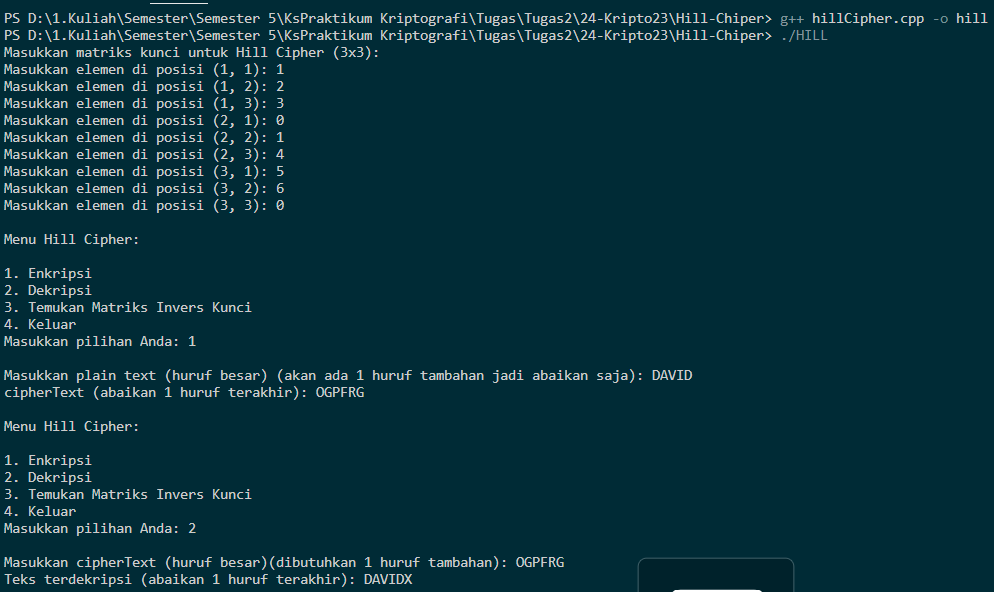 PS D:\1.Kuliah\Semester\Semester 5\KsPraktikum Kriptografi\Tugas\Tugas2\24-Kripto23\Hill-Chiper> g++ hillCipher.cpp -o hill
PS D:\1.Kuliah\Semester\Semester 5\KsPraktikum Kriptografi\Tugas\Tugas2\24-Kripto23\Hill-Chiper> ./HILL
Masukkan matriks kunci untuk Hill Cipher (3x3):
Masukkan elemen di posisi (1, 1): 1
Masukkan elemen di posisi (1, 2): 2
Masukkan elemen di posisi (1, 3): 3
Masukkan elemen di posisi (2, 1): 0
Masukkan elemen di posisi (2, 2): 1
Masukkan elemen di posisi (2, 3): 4
Masukkan elemen di posisi (3, 1): 5
Masukkan elemen di posisi (3, 2): 6
Masukkan elemen di posisi (3, 3): 0
Menu Hill Cipher:
1. Enkripsi
2. Dekripsi
3. Temukan Matriks Invers Kunci
4. Keluar
Masukkan pilihan Anda: 1
Masukkan plain text (huruf besar) (akan ada 1 huruf tambahan jadi abaikan saja): DAVID
cipherText (abaikan 1 huruf terakhir): OGPFRG
Menu Hill Cipher:
1. Enkripsi
2. Dekripsi
3. Temukan Matriks Invers Kunci
4. Keluar
Masukkan pilihan Anda: 2
Masukkan cipherText (huruf besar)(dibutuhkan 1 huruf tambahan): OGPFRG
Teks terdekripsi (abaikan 1 huruf terakhir): DAVIDX